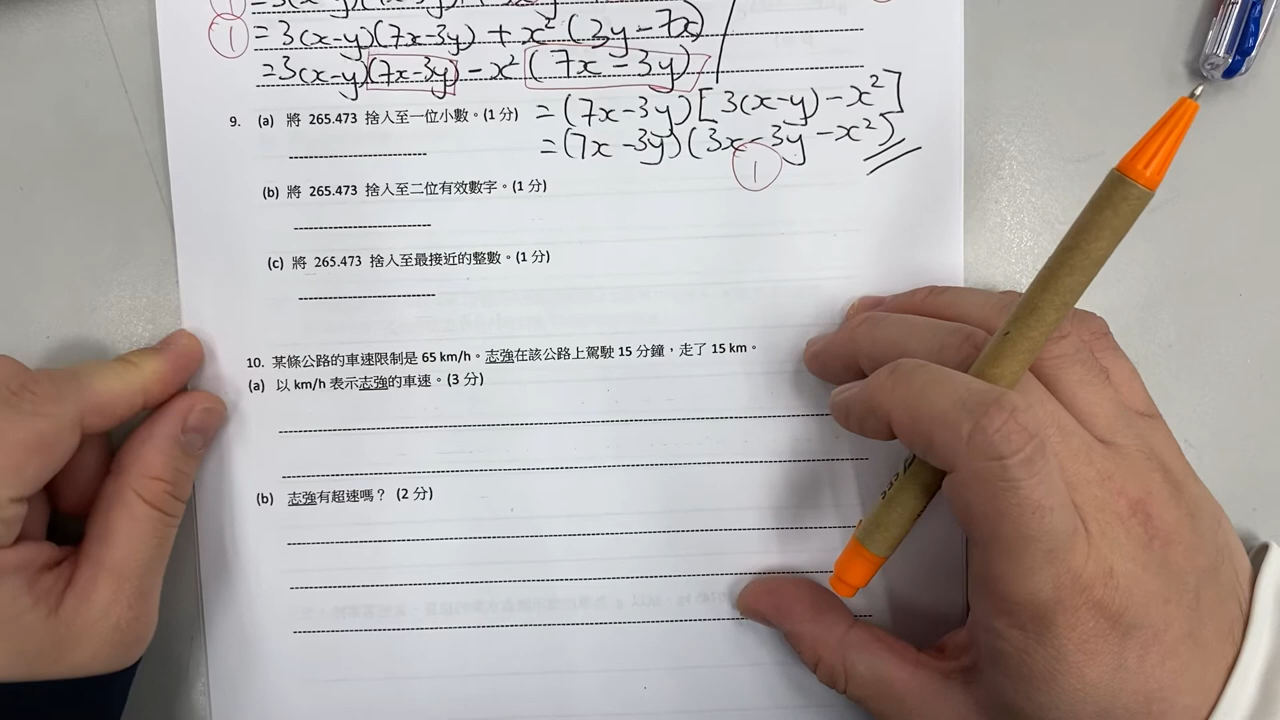 = 3(x-y)(7x-3y) + x² (3y-7x)
= 3(x-y)(7x-3y) - x² (7x-3y)
= (7x-3y)[3(x-y)-x²]
= (7x-3y)(3x-3y-x²)
1
1
9. (a) 將 265.473 捨入至一位小數。(1 分)
(b) 將 265.473 捨入至二位有效數字。(1 分)
(c) 將 265.473 捨入至最接近的整數。(1 分)
10. 某條公路的車速限制是 65 km/h。志強在該公路上駕駛 15 分鐘，走了 15 km。
(a) 以 km/h 表示志強的車速。(3 分)
(b) 志強有超速嗎？ (2 分)